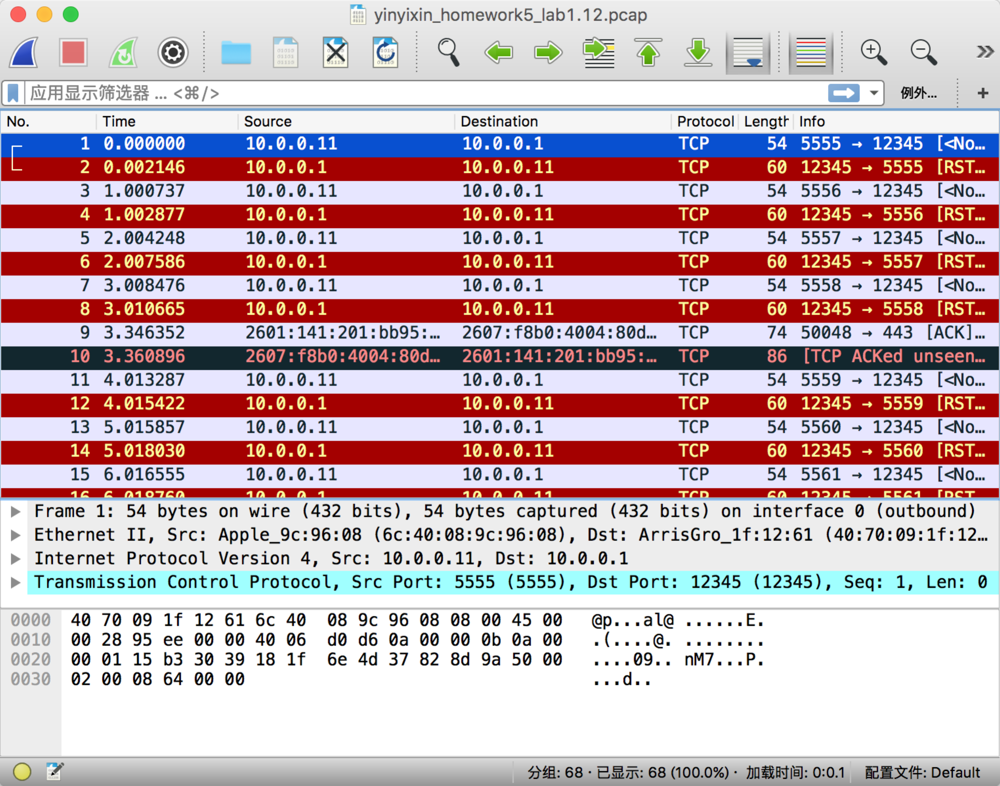 yinyixin_homework5_lab1.12.pcap
应用显示筛选器 ... <⌘/>
例外... +
No. Time Source Destination Protocol Length Info
1 0.000000 10.0.0.11 10.0.0.1 TCP 54 5555 → 12345 [<No…
2 0.002146 10.0.0.1 10.0.0.11 TCP 60 12345 → 5555 [RST…
3 1.000737 10.0.0.11 10.0.0.1 TCP 54 5556 → 12345 [<No…
4 1.002877 10.0.0.1 10.0.0.11 TCP 60 12345 → 5556 [RST…
5 2.004248 10.0.0.11 10.0.0.1 TCP 54 5557 → 12345 [<No…
6 2.007586 10.0.0.1 10.0.0.11 TCP 60 12345 → 5557 [RST…
7 3.008476 10.0.0.11 10.0.0.1 TCP 54 5558 → 12345 [<No…
8 3.010665 10.0.0.1 10.0.0.11 TCP 60 12345 → 5558 [RST…
9 3.346352 2601:141:201:bb95:… 2607:f8b0:4004:80d… TCP 74 50048 → 443 [ACK]…
10 3.360896 2607:f8b0:4004:80d… 2601:141:201:bb95:… TCP 86 [TCP ACKed unseen…
11 4.013287 10.0.0.11 10.0.0.1 TCP 54 5559 → 12345 [<No…
12 4.015422 10.0.0.1 10.0.0.11 TCP 60 12345 → 5559 [RST…
13 5.015857 10.0.0.11 10.0.0.1 TCP 54 5560 → 12345 [<No…
14 5.018030 10.0.0.1 10.0.0.11 TCP 60 12345 → 5560 [RST…
15 6.016555 10.0.0.11 10.0.0.1 TCP 54 5561 → 12345 [<No…
16 6.018760 10.0.0.1 10.0.0.11 TCP 60 12345 → 5561 [RST…
Frame 1: 54 bytes on wire (432 bits), 54 bytes captured (432 bits) on interface 0 (outbound)
Ethernet II, Src: Apple_9c:96:08 (6c:40:08:9c:96:08), Dst: ArrisGro_1f:12:61 (40:70:09:1f:12…
Internet Protocol Version 4, Src: 10.0.0.11, Dst: 10.0.0.1
Transmission Control Protocol, Src Port: 5555 (5555), Dst Port: 12345 (12345), Seq: 1, Len: 0
0000 40 70 09 1f 12 61 6c 40 08 9c 96 08 08 00 45 00 @p...al@ ......E.
0010 00 28 95 ee 00 00 40 06 d0 d6 0a 00 00 0b 0a 00 .(....@. ........
0020 00 01 15 b3 30 39 18 1f 6e 4d 37 82 8d 9a 50 00 ....09.. nM7...P.
0030 02 00 08 64 00 00 ...d..
分组: 68 · 已显示: 68 (100.0%) · 加载时间: 0:0.1 配置文件: Default